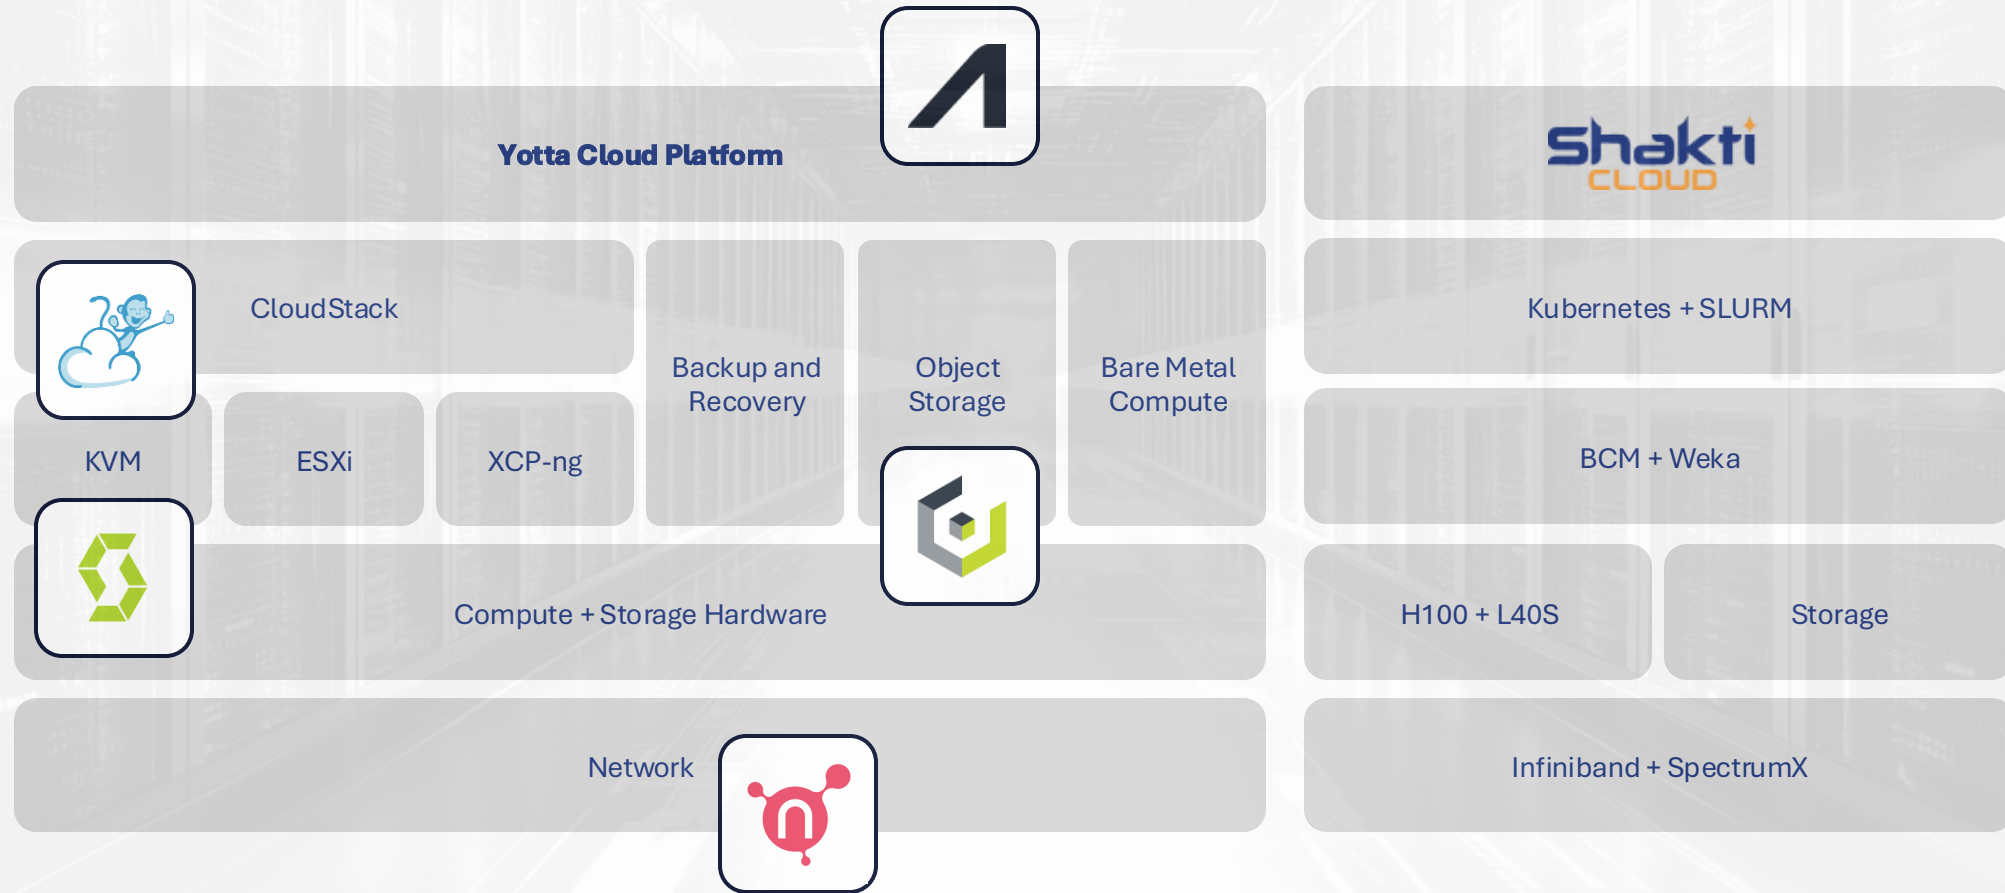 Yotta Cloud Platform
Shakti
CLOUD
CloudStack
Backup and
Recovery
Object
Storage
Bare Metal
Compute
Kubernetes + SLURM
KVM
ESXi
XCP-ng
BCM + Weka
Compute + Storage Hardware
H100 + L40S
Storage
Network
n
Infiniband + SpectrumX